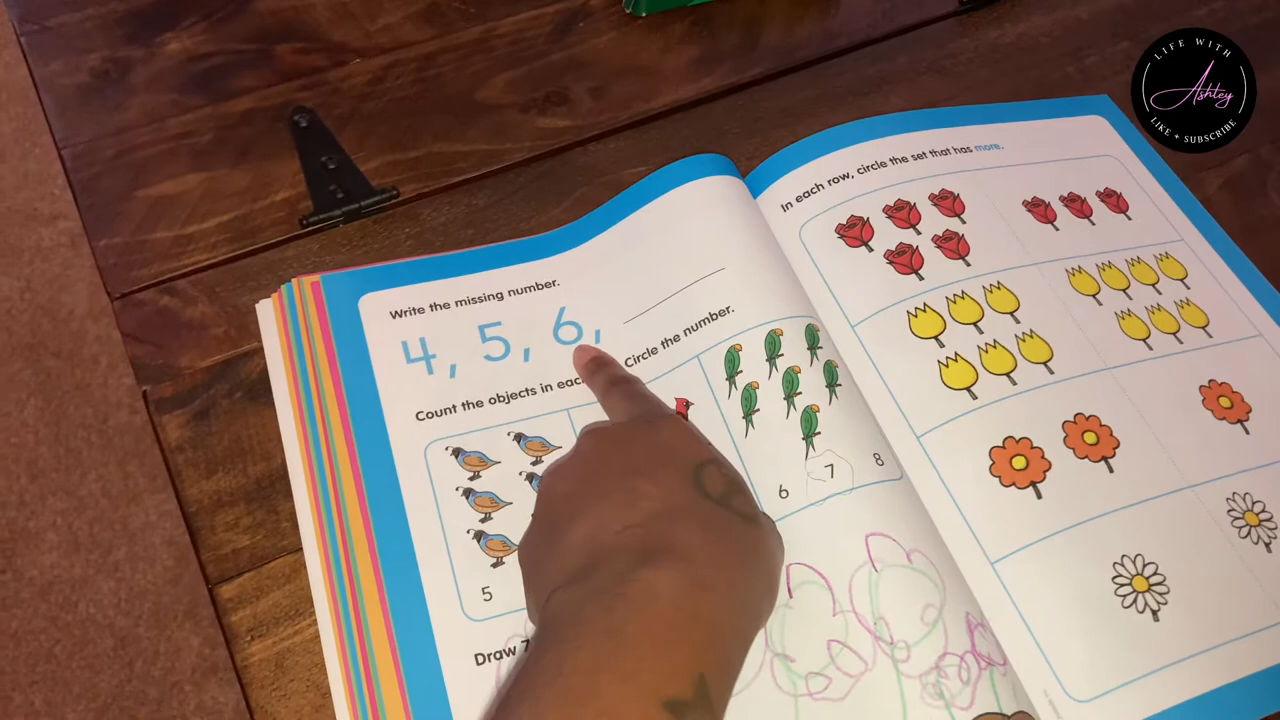 LIFE WITH
Ashley
LIKE + SUBSCRIBE
Write the missing number.
4, 5, 6,
Count the objects in Circle the number.
6 7 8
5
Draw 7
In each row, circle the set that has more.